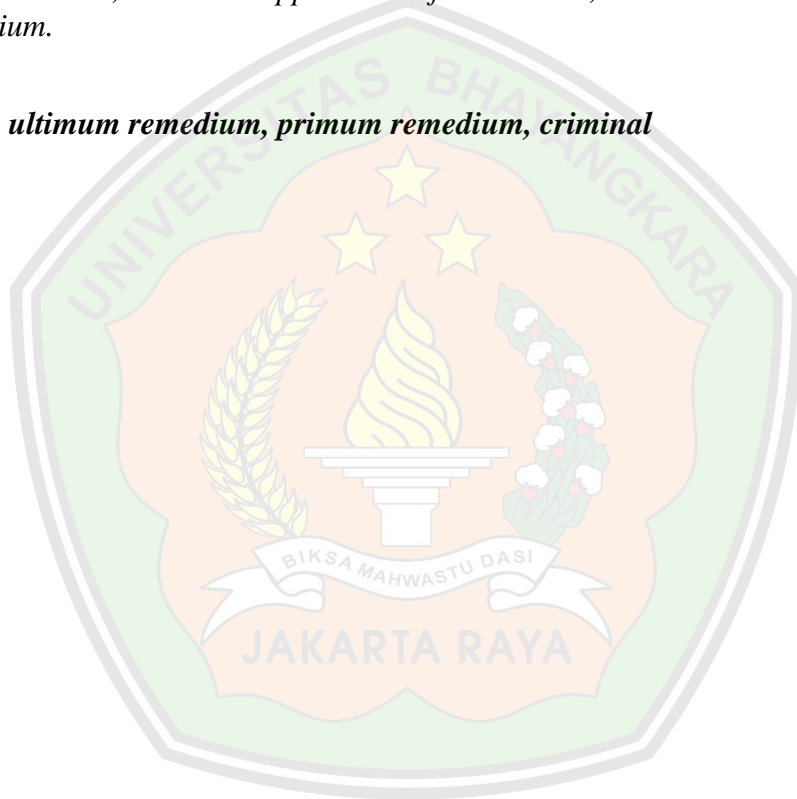 ium.
ultimum remedium, primum remedium, criminal
UNIVERSITAS BHAYANGKARA
BIKSA MAHWASTU DASI
JAKARTA RAYA